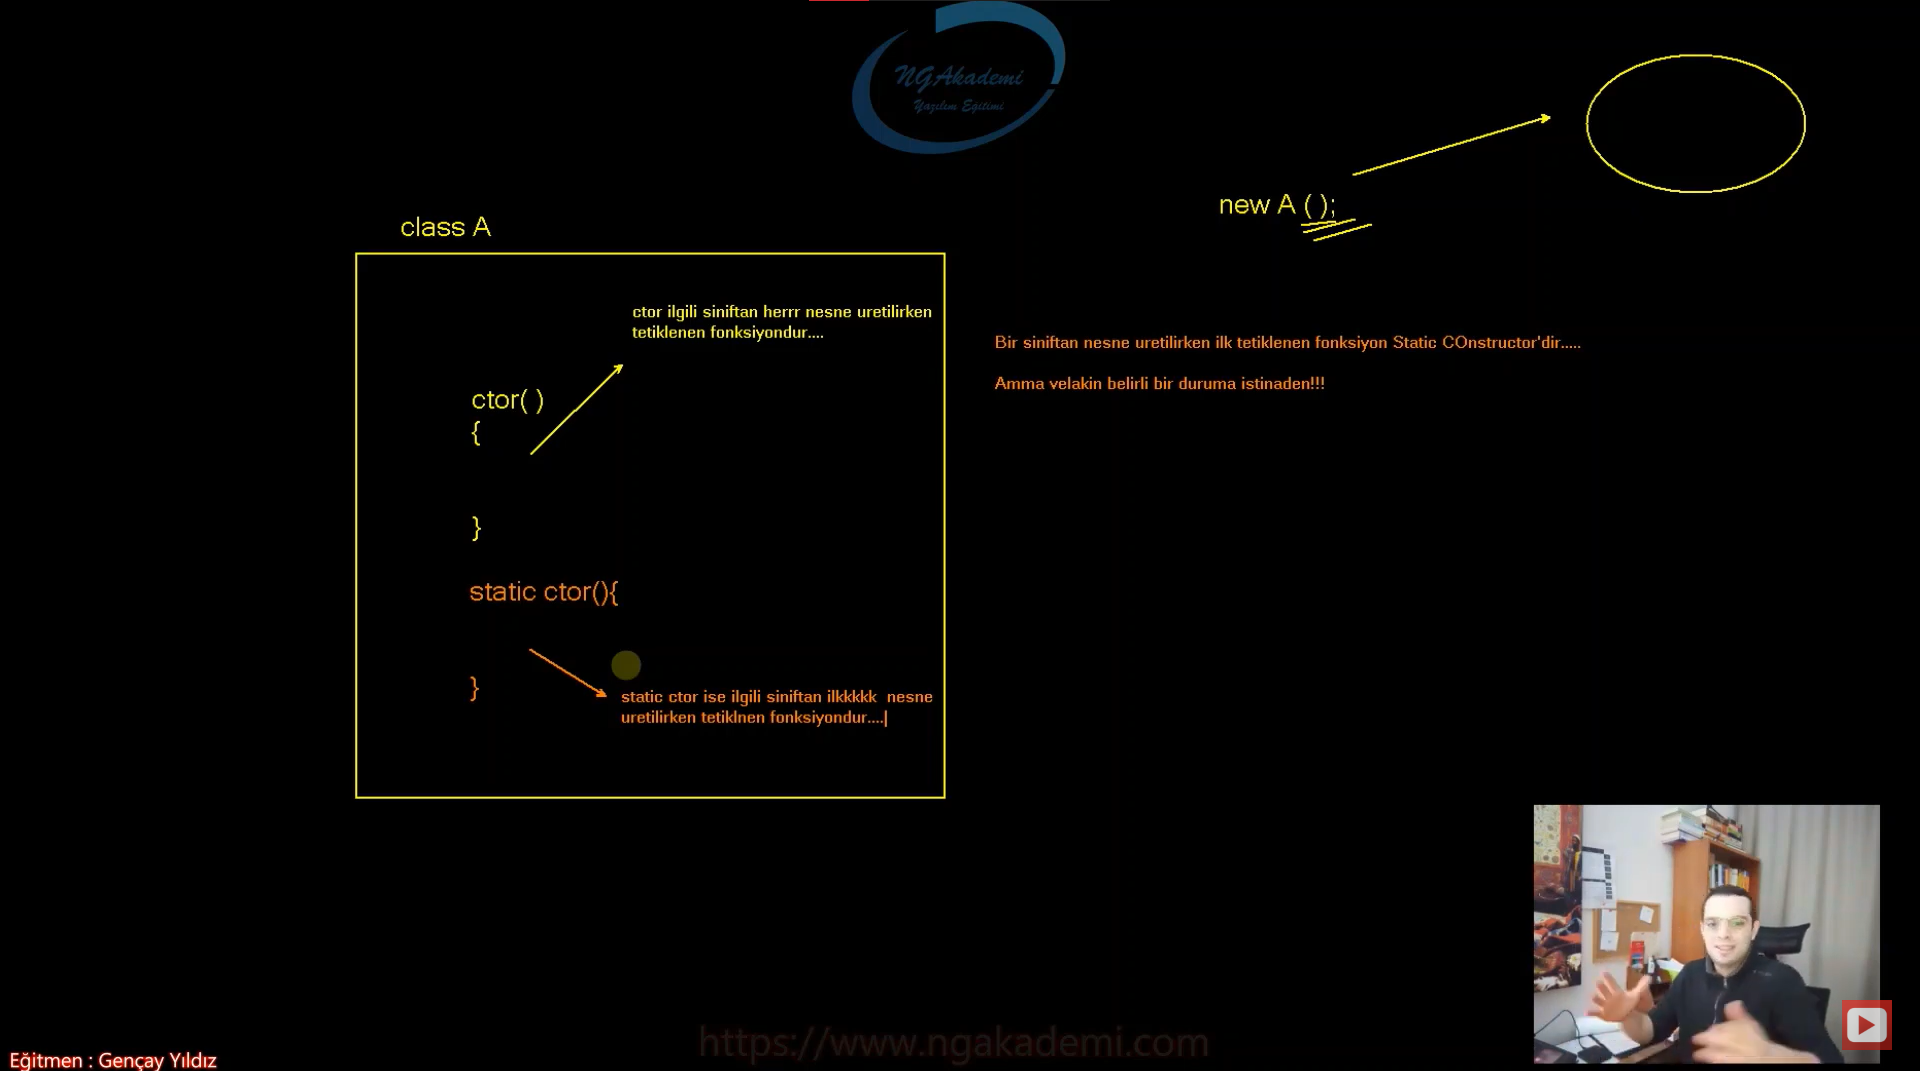 NGAkademi
Yazılım Eğitimi
new A ( );
class A
ctor ilgili siniftan herrr nesne uretilirken
tetiklenen fonksiyondur....
Bir siniftan nesne uretilirken ilk tetiklenen fonksiyon Static COnstructor'dir.....
Amma velakin belirli bir duruma istinaden!!!
ctor( )
{
}
static ctor(){
}
static ctor ise ilgili siniftan ilkkkkk  nesne
uretilirken tetiklnen fonksiyondur....
https://www.ngakademi.com
Eğitmen : Gençay Yıldız